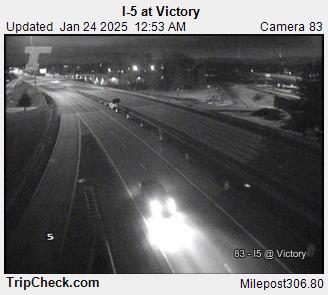 I-5 at Victory
Updated  Jan 24 2025  12:53 AM
Camera 83
S
83 - I5 @ Victory
TripCheck.com
Milepost306.80